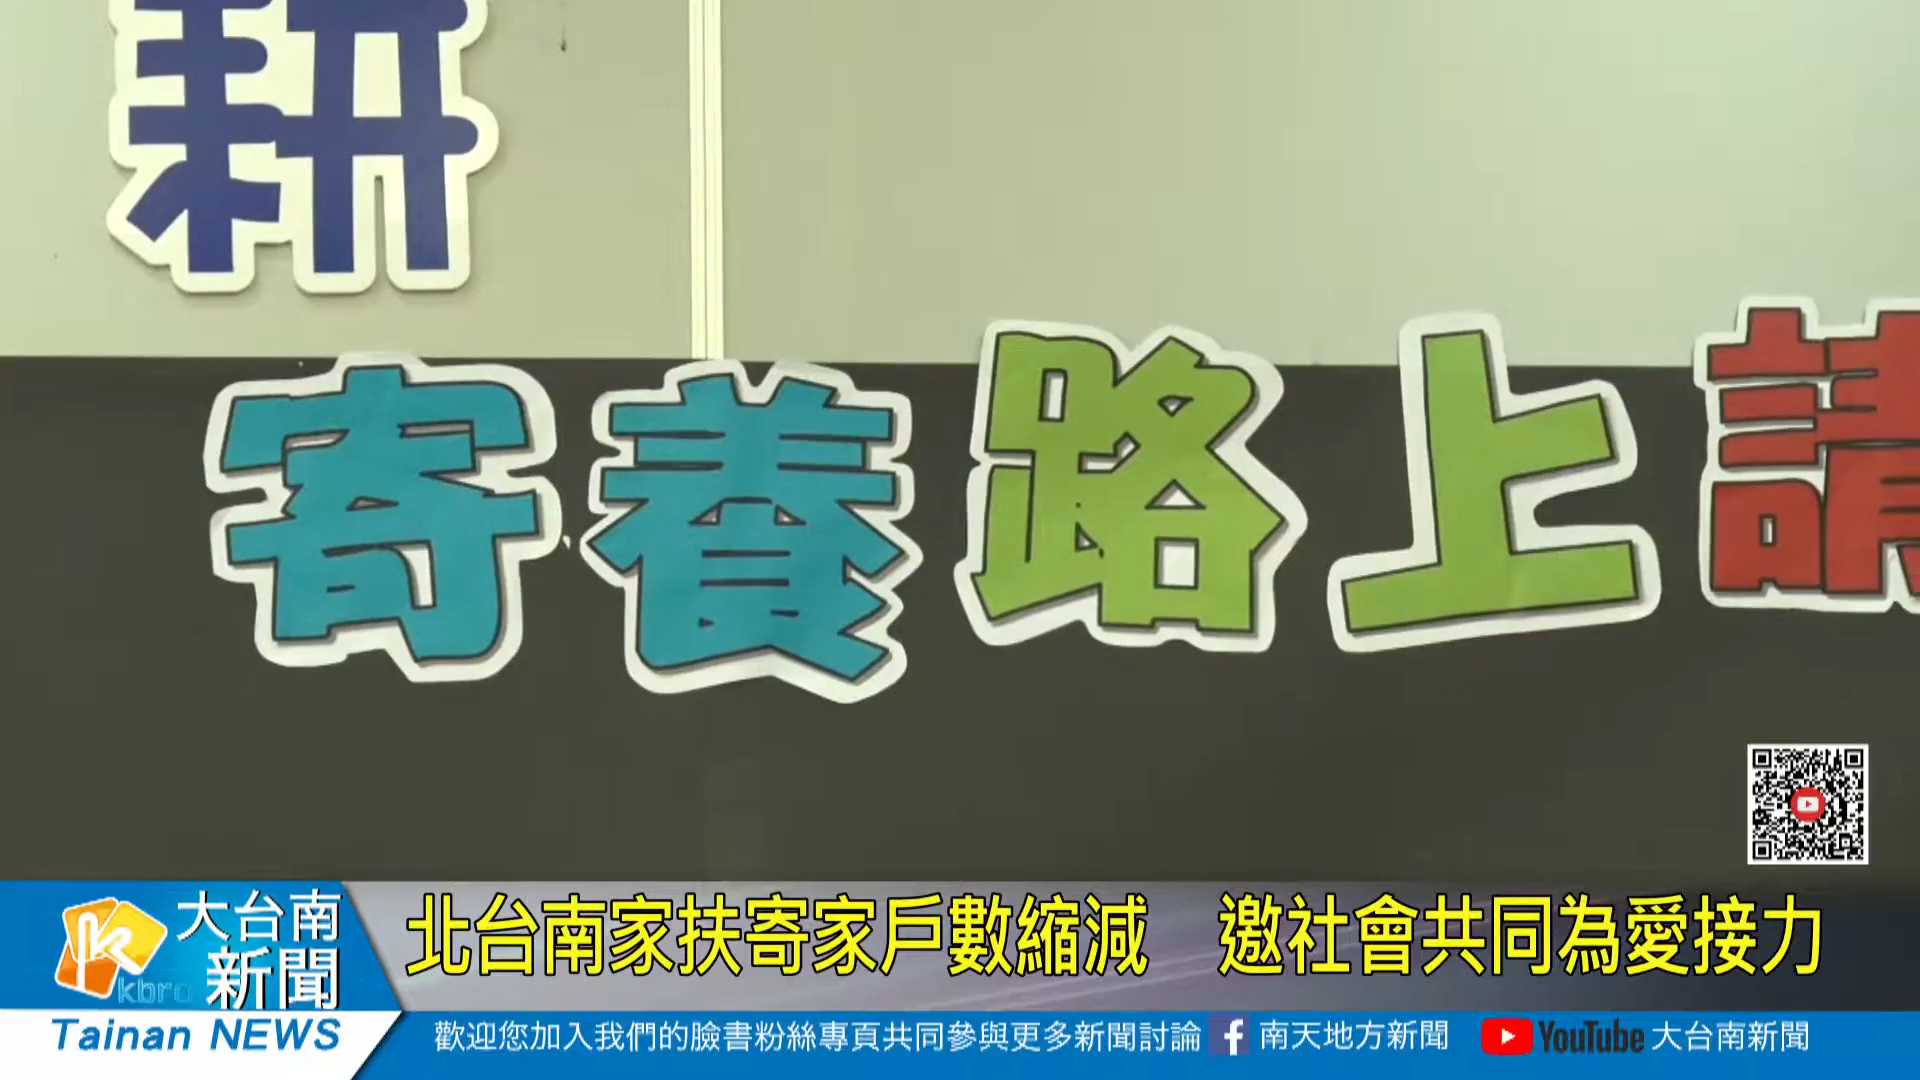 耕
寄養路上請
大台南
新聞
kbro
Tainan NEWS
北台南家扶寄家戶數縮減 邀社會共同為愛接力
歡迎您加入我們的臉書粉絲專頁共同參與更多新聞討論 南天地方新聞 YouTube 大台南新聞